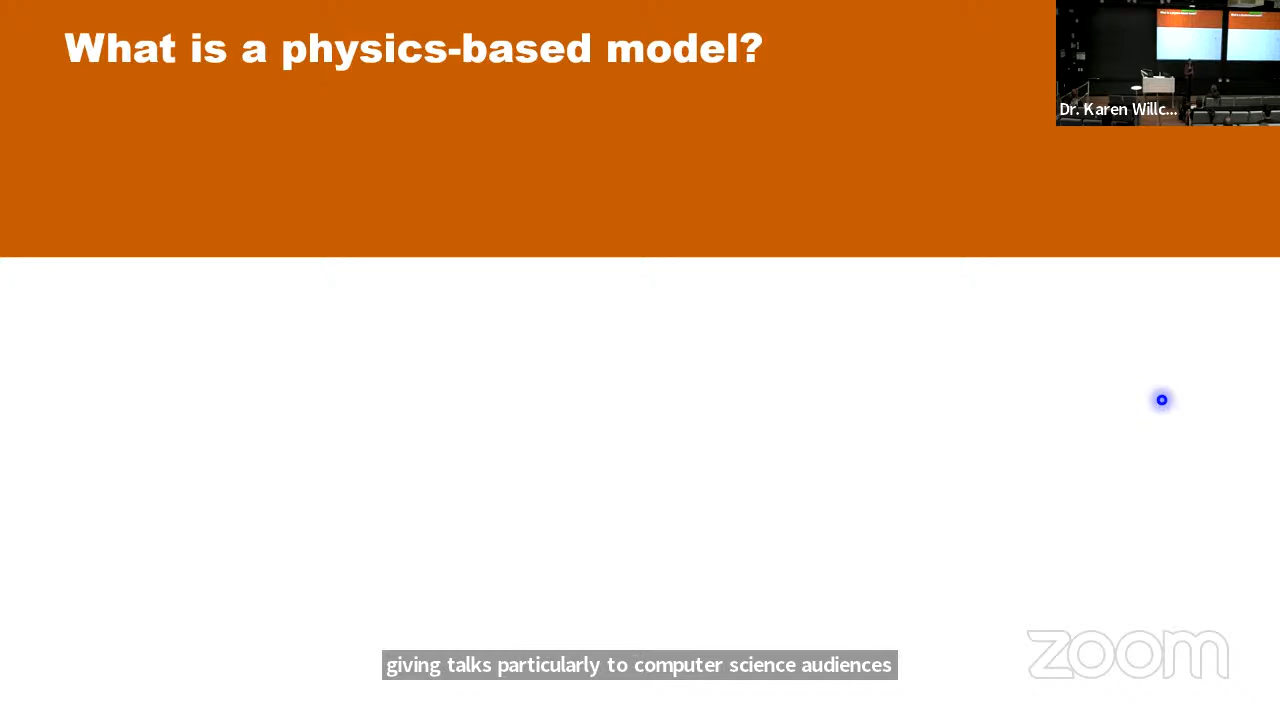 What is a physics-based model?
Dr. Karen Willc...
giving talks particularly to computer science audiences
zoom